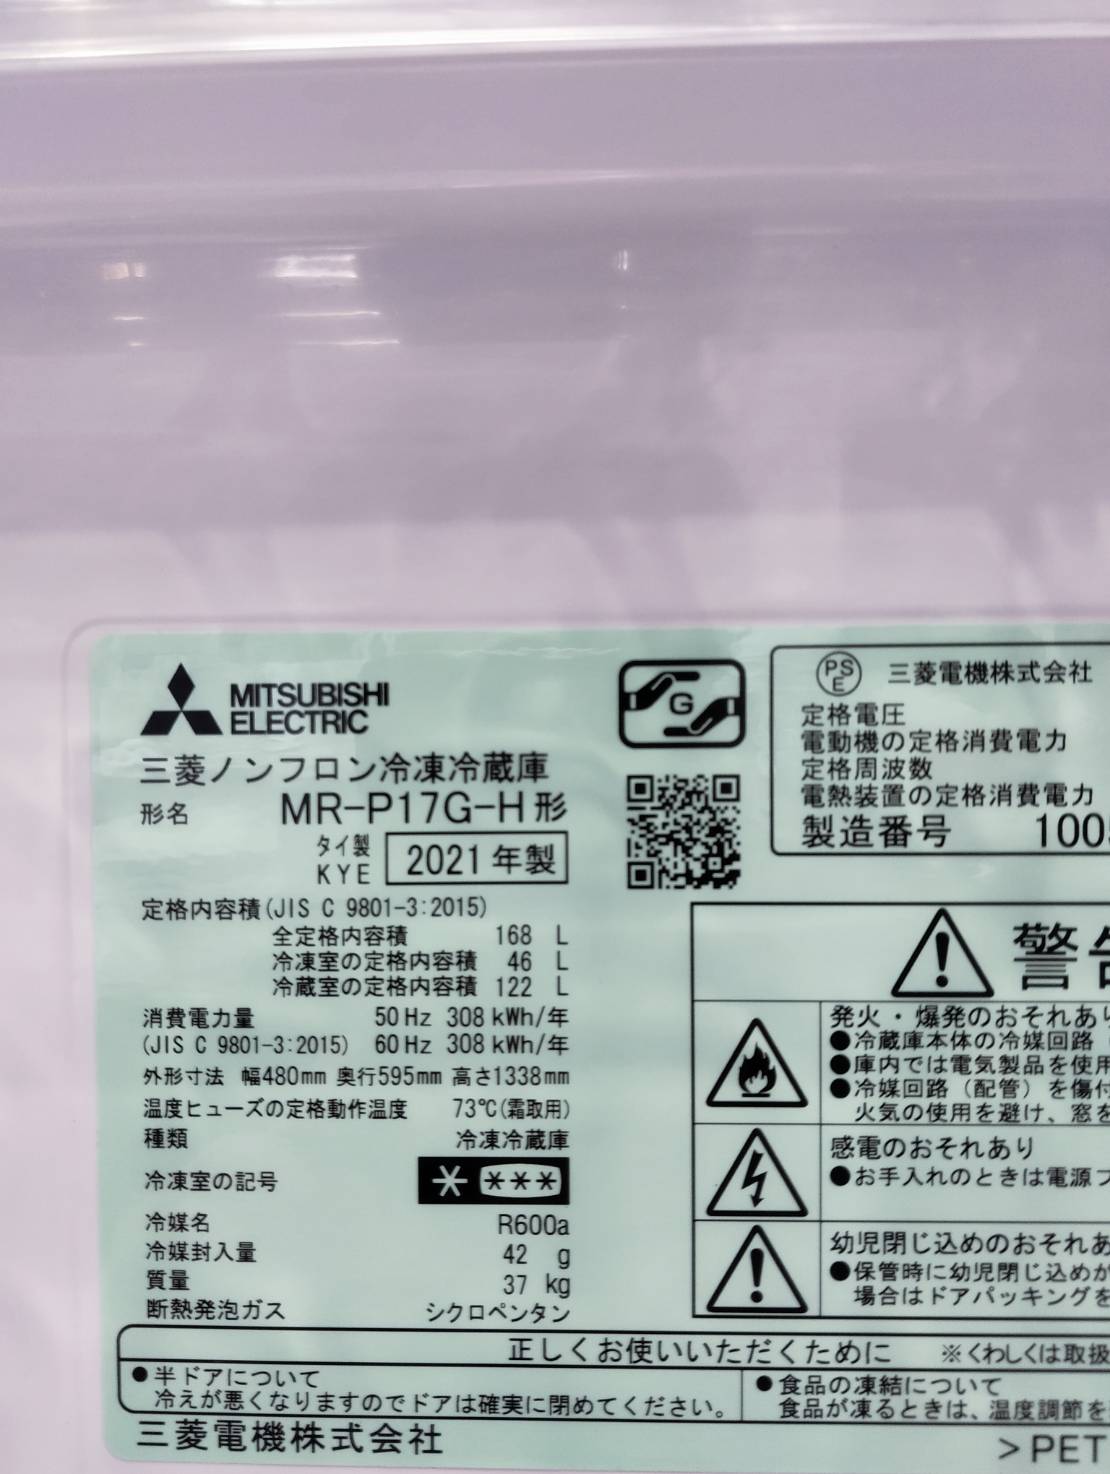 MITSUBISHI
ELECTRIC
三菱ノンフロン冷凍冷蔵庫
形名 MR-P17G-H形
タイ製
KYE
2021年製
定格内容積(JIS C 9801-3:2015)
全定格内容積 168 L
冷凍室の定格内容積 46 L
冷蔵室の定格内容積 122 L
消費電力量 50Hz 308kWh/年
(JIS C 9801-3:2015) 60Hz 308kWh/年
外形寸法 幅480mm 奥行595mm 高さ1338mm
温度ヒューズの定格動作温度 73℃(霜取用)
種類 冷凍冷蔵庫
冷凍室の記号 * ***
冷媒名 R600a
冷媒封入量 42 g
質量 37 kg
断熱発泡ガス シクロペンタン
G
PS
E
三菱電機株式会社
定格電圧
電動機の定格消費電力
定格周波数
電熱装置の定格消費電力
製造番号 100
警告
発火・爆発のおそれあり
●冷蔵庫本体の冷媒回路
●庫内では電気製品を使用
●冷媒回路(配管)を傷付
火気の使用を避け、窓を
感電のおそれあり
●お手入れのときは電源プ
幼児閉じ込めのおそれあ
●保管時に幼児閉じ込めが
場合はドアパッキングを
正しくお使いいただくために ※くわしくは取扱
●半ドアについて
冷えが悪くなりますのでドアは確実に閉めてください。
●食品の凍結について
食品が凍るときは、温度調節を
三菱電機株式会社
>PET